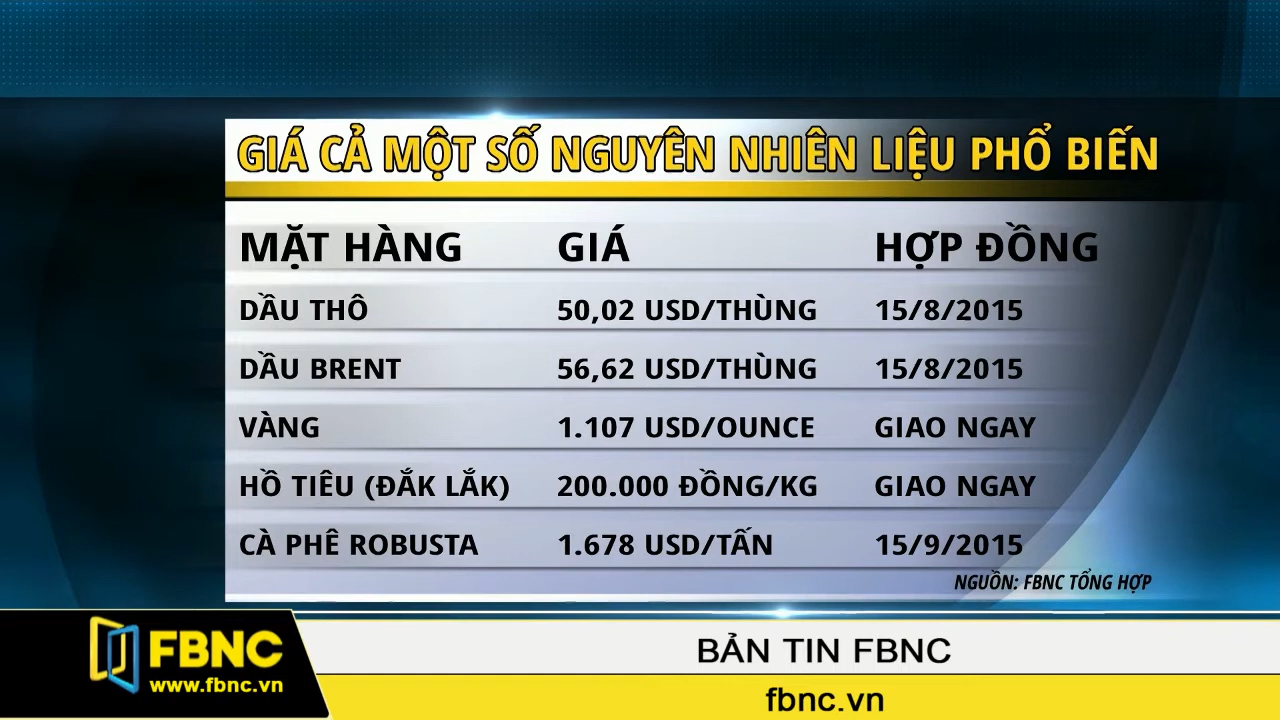 GIÁ CẢ MỘT SỐ NGUYÊN NHIÊN LIỆU PHỔ BIẾN
MẶT HÀNG GIÁ HỢP ĐỒNG
DẦU THÔ 50,02 USD/THÙNG 15/8/2015
DẦU BRENT 56,62 USD/THÙNG 15/8/2015
VÀNG 1.107 USD/OUNCE GIAO NGAY
HỒ TIÊU (ĐẮK LẮK) 200.000 ĐỒNG/KG GIAO NGAY
CÀ PHÊ ROBUSTA 1.678 USD/TẤN 15/9/2015
NGUỒN: FBNC TỔNG HỢP
FBNC
www.fbnc.vn
BẢN TIN FBNC
fbnc.vn